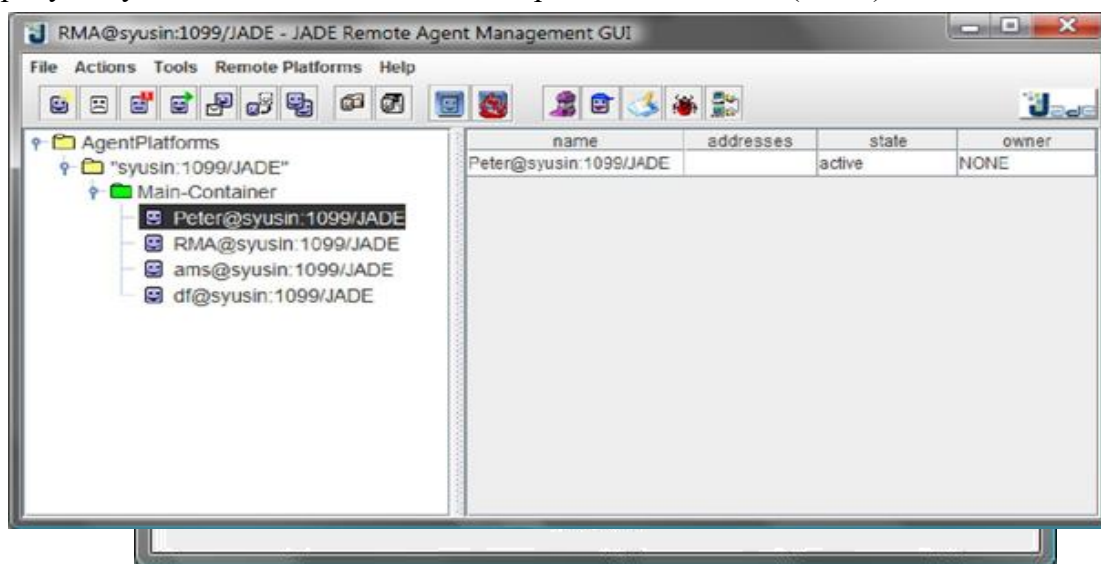 RMA@syusin:1099/JADE - JADE Remote Agent Management GUI
File Actions Tools Remote Platforms Help
Jade
AgentPlatforms
"syusin:1099/JADE"
Main-Container
Peter@syusin:1099/JADE
RMA@syusin:1099/JADE
ams@syusin:1099/JADE
df@syusin:1099/JADE
name addresses state owner
Peter@syusin:1099/JADE active NONE